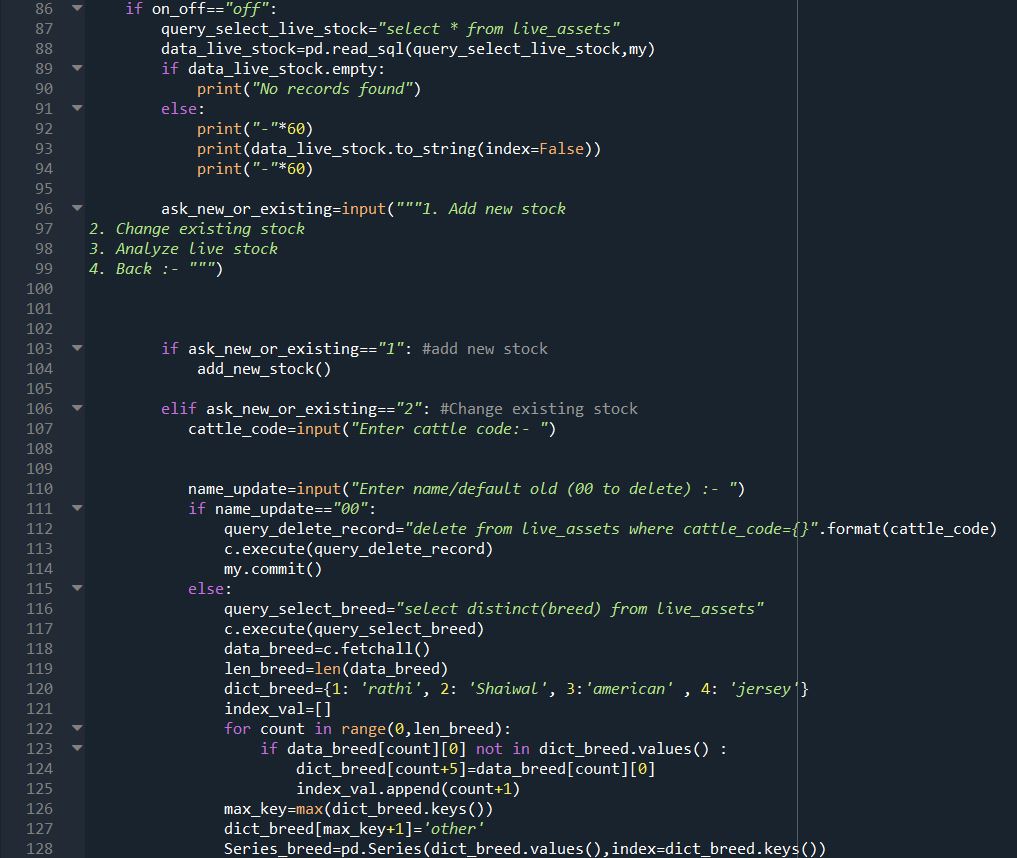 86 if on_off=="off":
87 query_select_live_stock="select * from live_assets"
88 data_live_stock=pd.read_sql(query_select_live_stock,my)
89 if data_live_stock.empty:
90 print("No records found")
91 else:
92 print("-"*60)
93 print(data_live_stock.to_string(index=False))
94 print("-"*60)
95
96 ask_new_or_existing=input("""1. Add new stock
97 2. Change existing stock
98 3. Analyze live stock
99 4. Back :- """)
100
101
102
103 if ask_new_or_existing=="1": #add new stock
104 add_new_stock()
105
106 elif ask_new_or_existing=="2": #Change existing stock
107 cattle_code=input("Enter cattle code:- ")
108
109
110 name_update=input("Enter name/default old (00 to delete) :- ")
111 if name_update=="00":
112 query_delete_record="delete from live_assets where cattle_code={}".format(cattle_code)
113 c.execute(query_delete_record)
114 my.commit()
115 else:
116 query_select_breed="select distinct(breed) from live_assets"
117 c.execute(query_select_breed)
118 data_breed=c.fetchall()
119 len_breed=len(data_breed)
120 dict_breed={1: 'rathi', 2: 'Shaiwal', 3:'american' , 4: 'jersey'}
121 index_val=[]
122 for count in range(0,len_breed):
123 if data_breed[count][0] not in dict_breed.values() :
124 dict_breed[count+5]=data_breed[count][0]
125 index_val.append(count+1)
126 max_key=max(dict_breed.keys())
127 dict_breed[max_key+1]='other'
128 Series_breed=pd.Series(dict_breed.values(),index=dict_breed.keys())